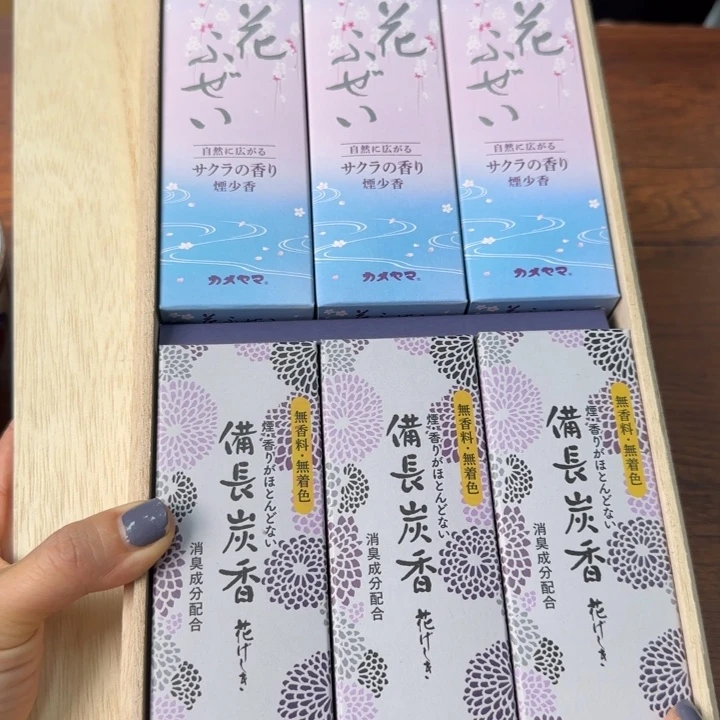 花
ふぜい
自然に広がる
サクラの香り
煙少香
カメヤマ®
花
ふぜい
自然に広がる
サクラの香り
煙少香
カメヤマ®
花
ふぜい
自然に広がる
サクラの香り
煙少香
カメヤマ®
無香料・無着色
煙・香りがほとんどない
備長炭香
消臭成分配合
花げしき
無香料・無着色
煙・香りがほとんどない
備長炭香
消臭成分配合
花げしき
無香料・無着色
煙・香りがほとんどない
備長炭香
消臭成分配合
花げしき